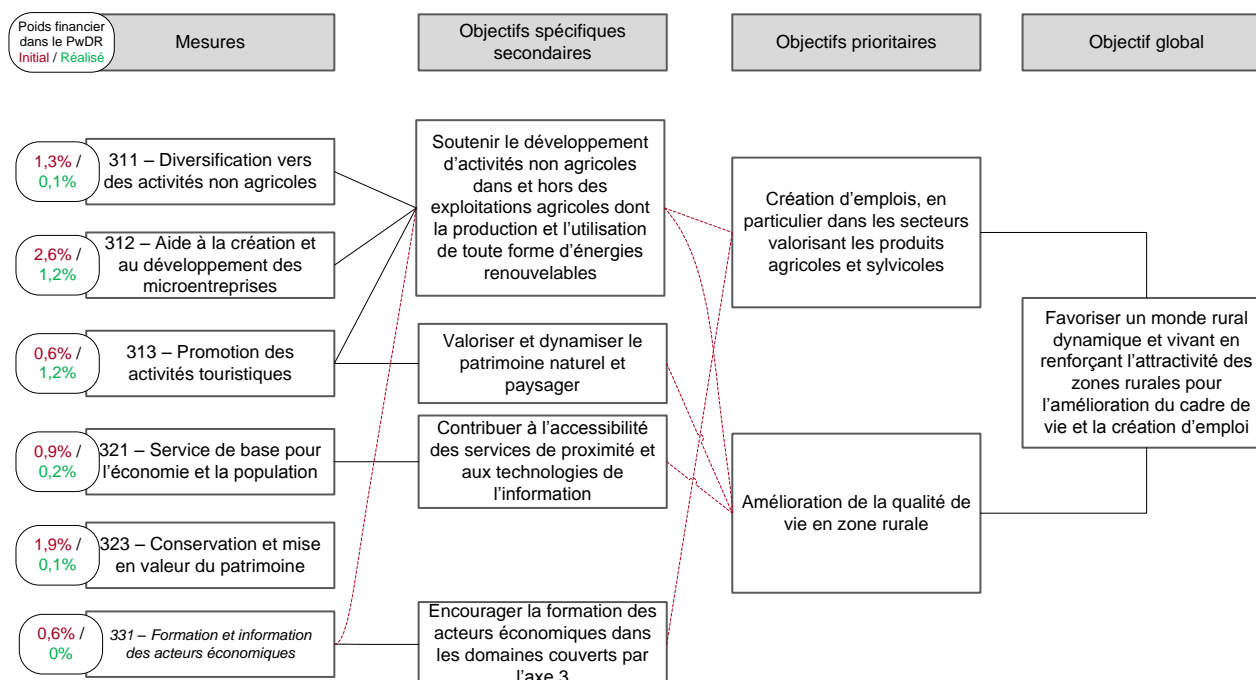 Poids financier
dans le PwDR
Initial / Réalisé
Mesures
Objectifs spécifiques
secondaires
Objectifs prioritaires
Objectif global
1,3% /
0,1%
311 – Diversification vers
des activités non agricoles
2,6% /
1,2%
312 – Aide à la création et
au développement des
microentreprises
0,6% /
1,2%
313 – Promotion des
activités touristiques
0,9% /
0,2%
321 – Service de base pour
l’économie et la population
1,9% /
0,1%
323 – Conservation et mise
en valeur du patrimoine
0,6% /
0%
331 – Formation et information
des acteurs économiques
Soutenir le développement
d’activités non agricoles
dans et hors des
exploitations agricoles dont
la production et l’utilisation
de toute forme d’énergies
renouvelables
Valoriser et dynamiser le
patrimoine naturel et
paysager
Contribuer à l’accessibilité
des services de proximité et
aux technologies de
l’information
Encourager la formation des
acteurs économiques dans
les domaines couverts par
l’axe 3
Création d’emplois, en
particulier dans les secteurs
valorisant les produits
agricoles et sylvicoles
Amélioration de la qualité de
vie en zone rurale
Favoriser un monde rural
dynamique et vivant en
renforçant l’attractivité des
zones rurales pour
l’amélioration du cadre de
vie et la création d’emploi